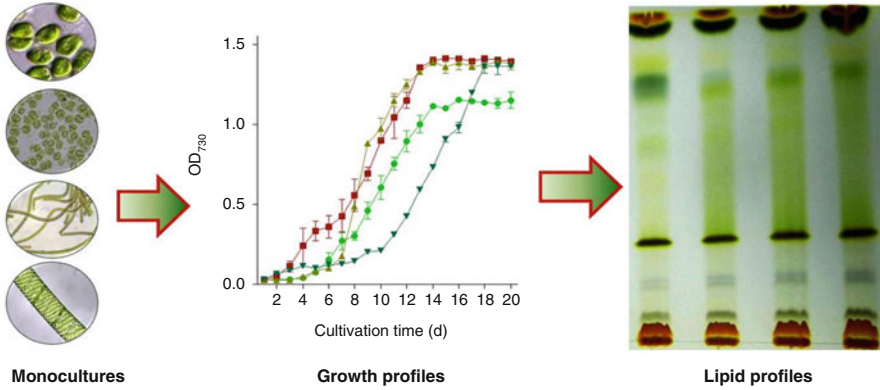 1.5
1.0
0.5
0.0
OD730
2 4 6 8 10 12 14 16 18 20
Cultivation time (d)
Monocultures
Growth profiles
Lipid profiles